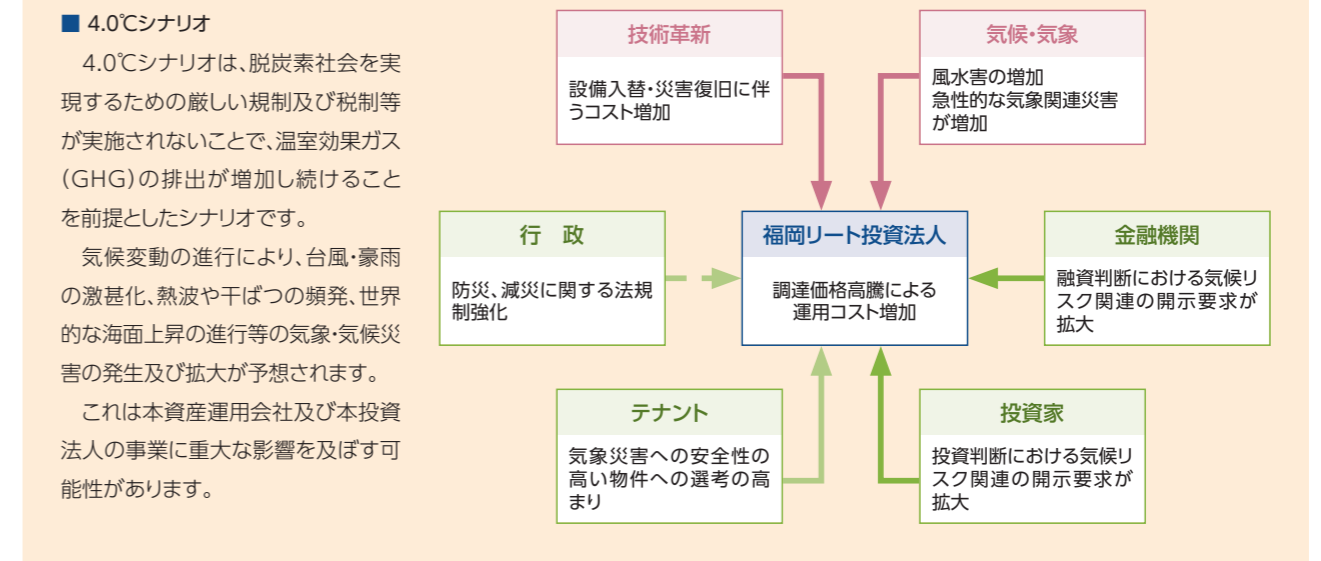 ■ 4.0℃シナリオ
4.0℃シナリオは、脱炭素社会を実
現するための厳しい規制及び税制等
が実施されないことで、温室効果ガス
(GHG)の排出が増加し続けること
を前提としたシナリオです。
気候変動の進行により、台風・豪雨
の激甚化、熱波や干ばつの頻発、世界
的な海面上昇の進行等の気象・気候災
害の発生及び拡大が予想されます。
これは本資産運用会社及び本投資
法人の事業に重大な影響を及ぼす可
能性があります。
技術革新
設備入替・災害復旧に伴
うコスト増加
気候・気象
風水害の増加
急性的な気象関連災害
が増加
行 政
防災、減災に関する法規
制強化
福岡リート投資法人
調達価格高騰による
運用コスト増加
金融機関
融資判断における気候リ
スク関連の開示要求が
拡大
テナント
気象災害への安全性の
高い物件への選考の高
まり
投資家
投資判断における気候リ
スク関連の開示要求が
拡大